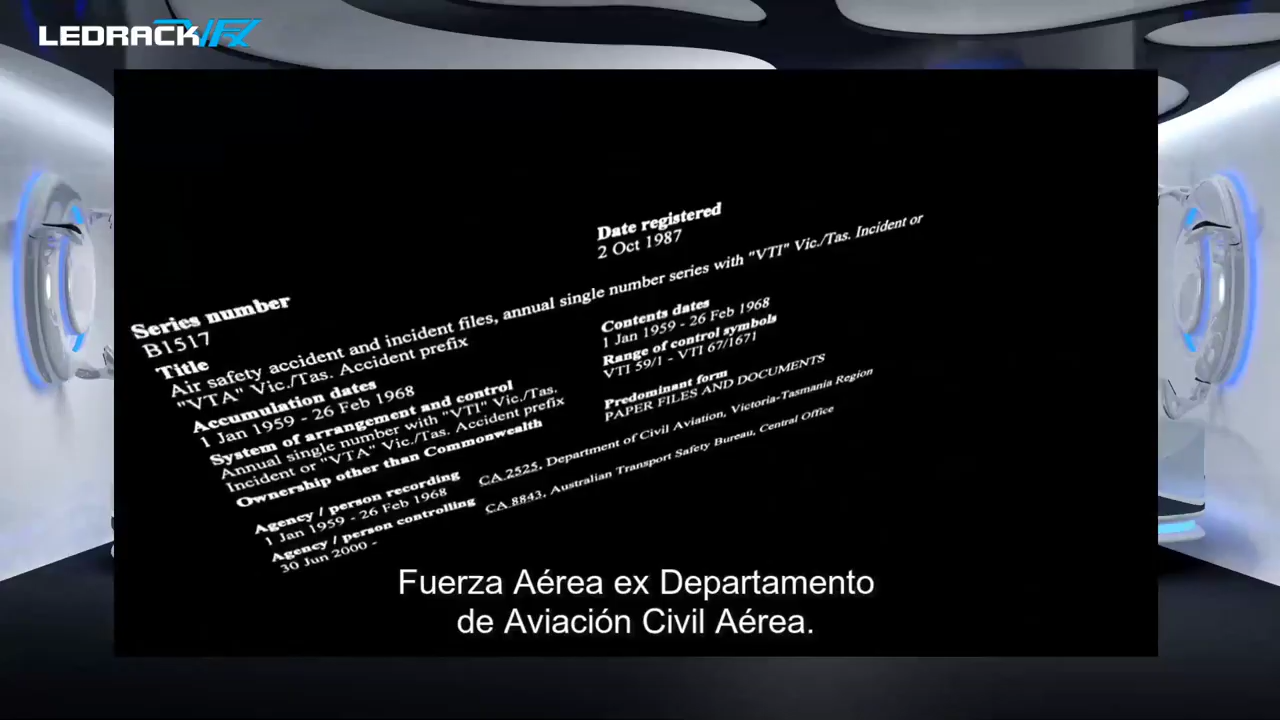 LEDRACK//FX
Date registered
2 Oct 1987
Series number
B1517
Title
Air safety accident and incident files, annual single number series with "VTI" Vic./Tas. Incident or
"VTA" Vic./Tas. Accident prefix
Accumulation dates
1 Jan 1959 - 26 Feb 1968
Contents dates
1 Jan 1959 - 26 Feb 1968
System of arrangement and control
Annual single number with "VTI" Vic./Tas.
Incident or "VTA" Vic./Tas. Accident prefix
Range of control symbols
VTI 59/1 - VTI 67/1671
Ownership other than Commonwealth
Predominant form
PAPER FILES AND DOCUMENTS
Agency / person recording
1 Jan 1959 - 26 Feb 1968
CA 2525, Department of Civil Aviation, Victoria-Tasmania Region
Agency / person controlling
30 Jun 2000 -
CA 8843, Australian Transport Safety Bureau, Central Office
Fuerza Aérea ex Departamento
de Aviación Civil Aérea.